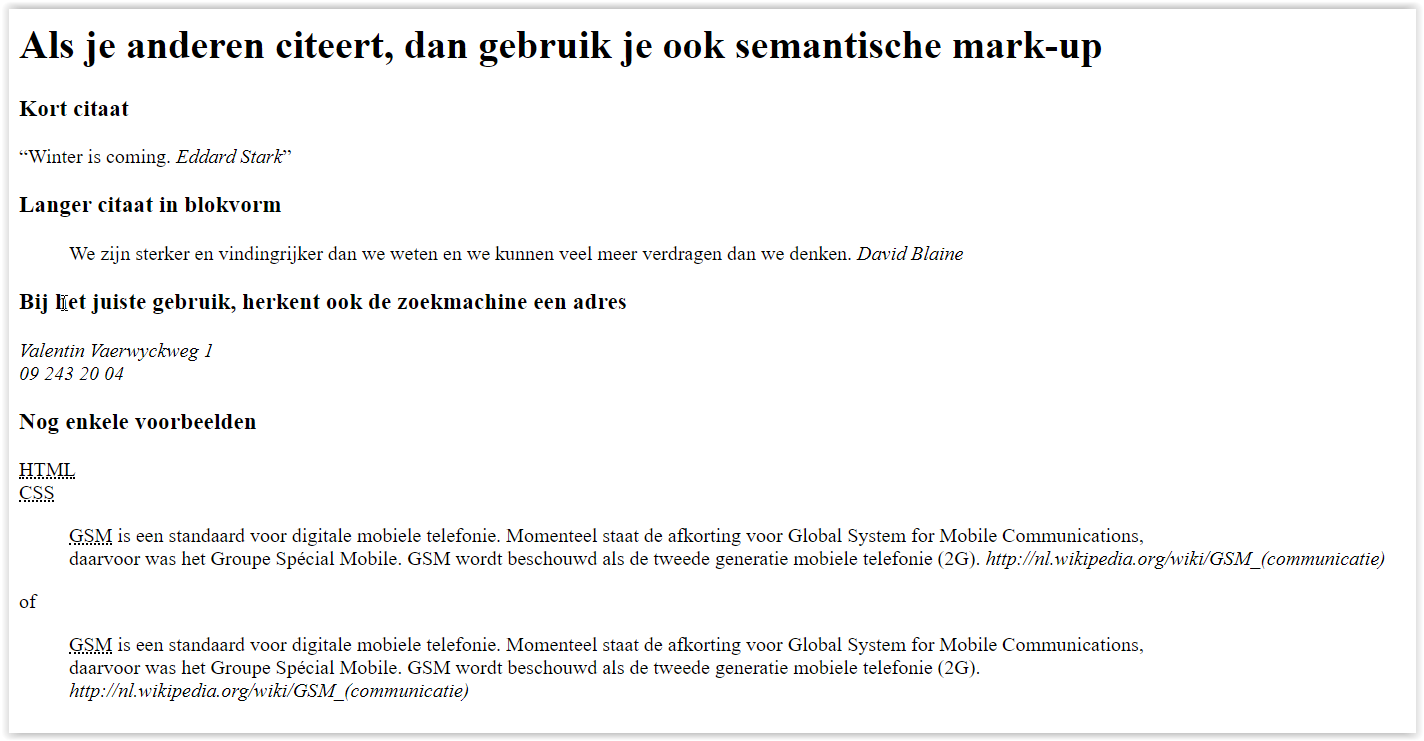 Als je anderen citeert, dan gebruik je ook semantische mark-up
Kort citaat
“Winter is coming. Eddard Stark”
Langer citaat in blokvorm
We zijn sterker en vindingrijker dan we weten en we kunnen veel meer verdragen dan we denken. David Blaine
Bij het juiste gebruik, herkent ook de zoekmachine een adres
Valentin Vaerwyckweg 1
09 243 20 04
Nog enkele voorbeelden
HTML
CSS
GSM is een standaard voor digitale mobiele telefonie. Momenteel staat de afkorting voor Global System for Mobile Communications,
daarvoor was het Groupe Spécial Mobile. GSM wordt beschouwd als de tweede generatie mobiele telefonie (2G). http://nl.wikipedia.org/wiki/GSM_(communicatie)
of
GSM is een standaard voor digitale mobiele telefonie. Momenteel staat de afkorting voor Global System for Mobile Communications,
daarvoor was het Groupe Spécial Mobile. GSM wordt beschouwd als de tweede generatie mobiele telefonie (2G).
http://nl.wikipedia.org/wiki/GSM_(communicatie)